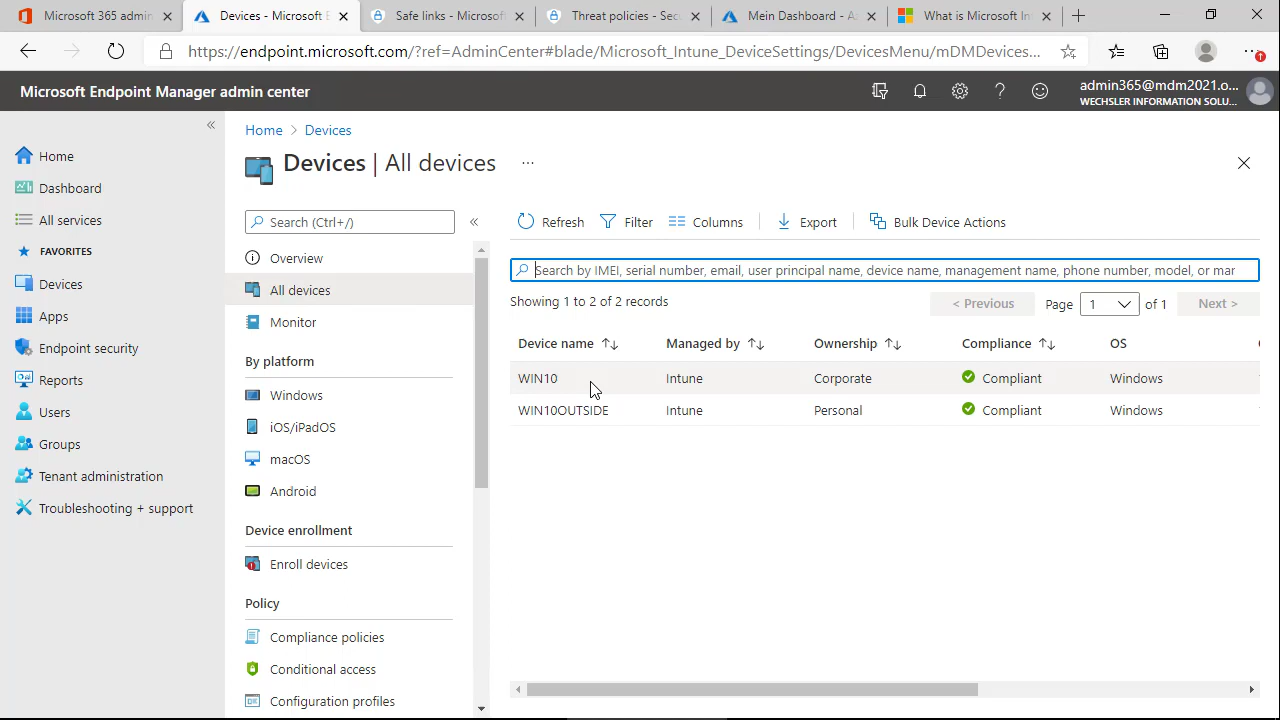 Microsoft 365 admin
Devices - Microsoft E
Safe links - Microsof
Threat policies - Secu
Mein Dashboard - Az
What is Microsoft In
https://endpoint.microsoft.com/?ref=AdminCenter#blade/Microsoft_Intune_DeviceSettings/DevicesMenu/mDMDevices...
Microsoft Endpoint Manager admin center
admin365@mdm2021.o...
WECHSLER INFORMATION SOLU...
Home
Dashboard
All services
FAVORITES
Devices
Apps
Endpoint security
Reports
Users
Groups
Tenant administration
Troubleshooting + support
Home > Devices
Devices | All devices ...
Search (Ctrl+/)
Overview
All devices
Monitor
By platform
Windows
iOS/iPadOS
macOS
Android
Device enrollment
Enroll devices
Policy
Compliance policies
Conditional access
Configuration profiles
Refresh Filter Columns Export Bulk Device Actions
Search by IMEI, serial number, email, user principal name, device name, management name, phone number, model, or mar
Showing 1 to 2 of 2 records
< Previous Page 1 of 1 Next >
Device name Managed by Ownership Compliance OS
WIN10 Intune Corporate Compliant Windows
WIN10OUTSIDE Intune Personal Compliant Windows